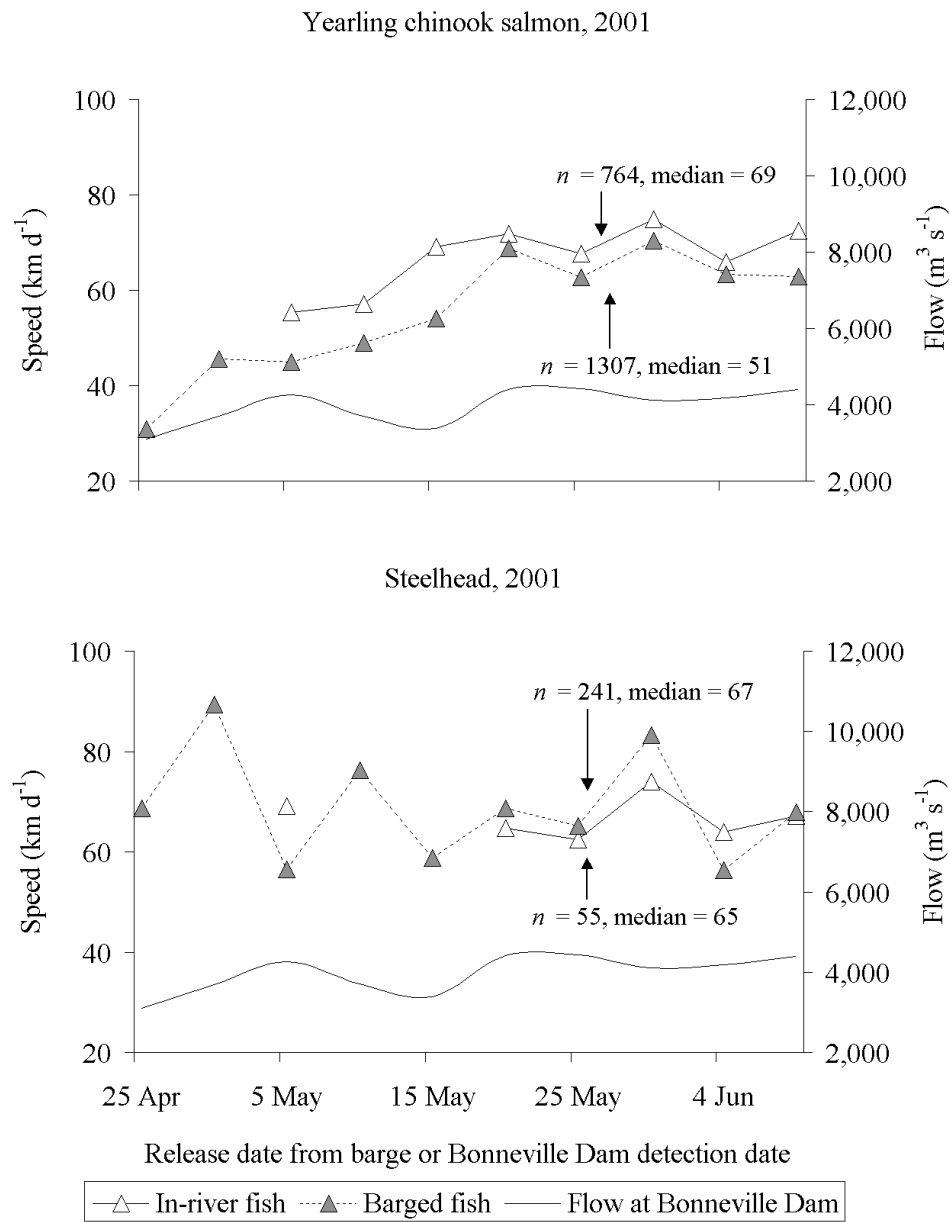 Yearling chinook salmon, 2001
100
80
60
40
20
Speed (km d⁻¹)
n = 764, median = 69
n = 1307, median = 51
12,000
10,000
8,000
6,000
4,000
2,000
Flow (m³ s⁻¹)
Steelhead, 2001
100
80
60
40
20
Speed (km d⁻¹)
n = 241, median = 67
n = 55, median = 65
12,000
10,000
8,000
6,000
4,000
2,000
Flow (m³ s⁻¹)
25 Apr 5 May 15 May 25 May 4 Jun
Release date from barge or Bonneville Dam detection date
In-river fish Barged fish Flow at Bonneville Dam